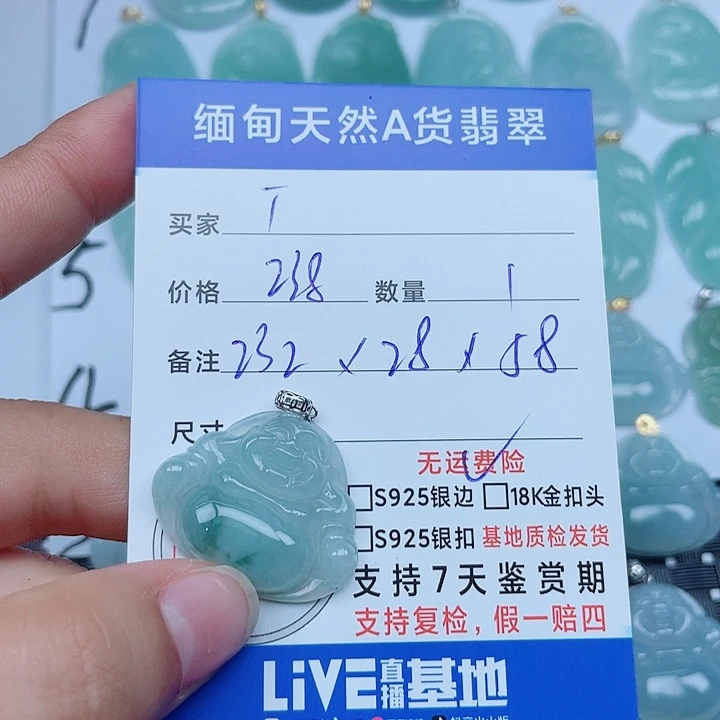 缅甸天然A货翡翠
买家 T
价格 238 数量 1
备注 232 × 28 × 58
尺寸
无运费险
□S925银边 □18K金扣头
□S925银扣 基地质检发货
支持7天鉴赏期
支持复检，假一赔四
LiVE直播基地
5